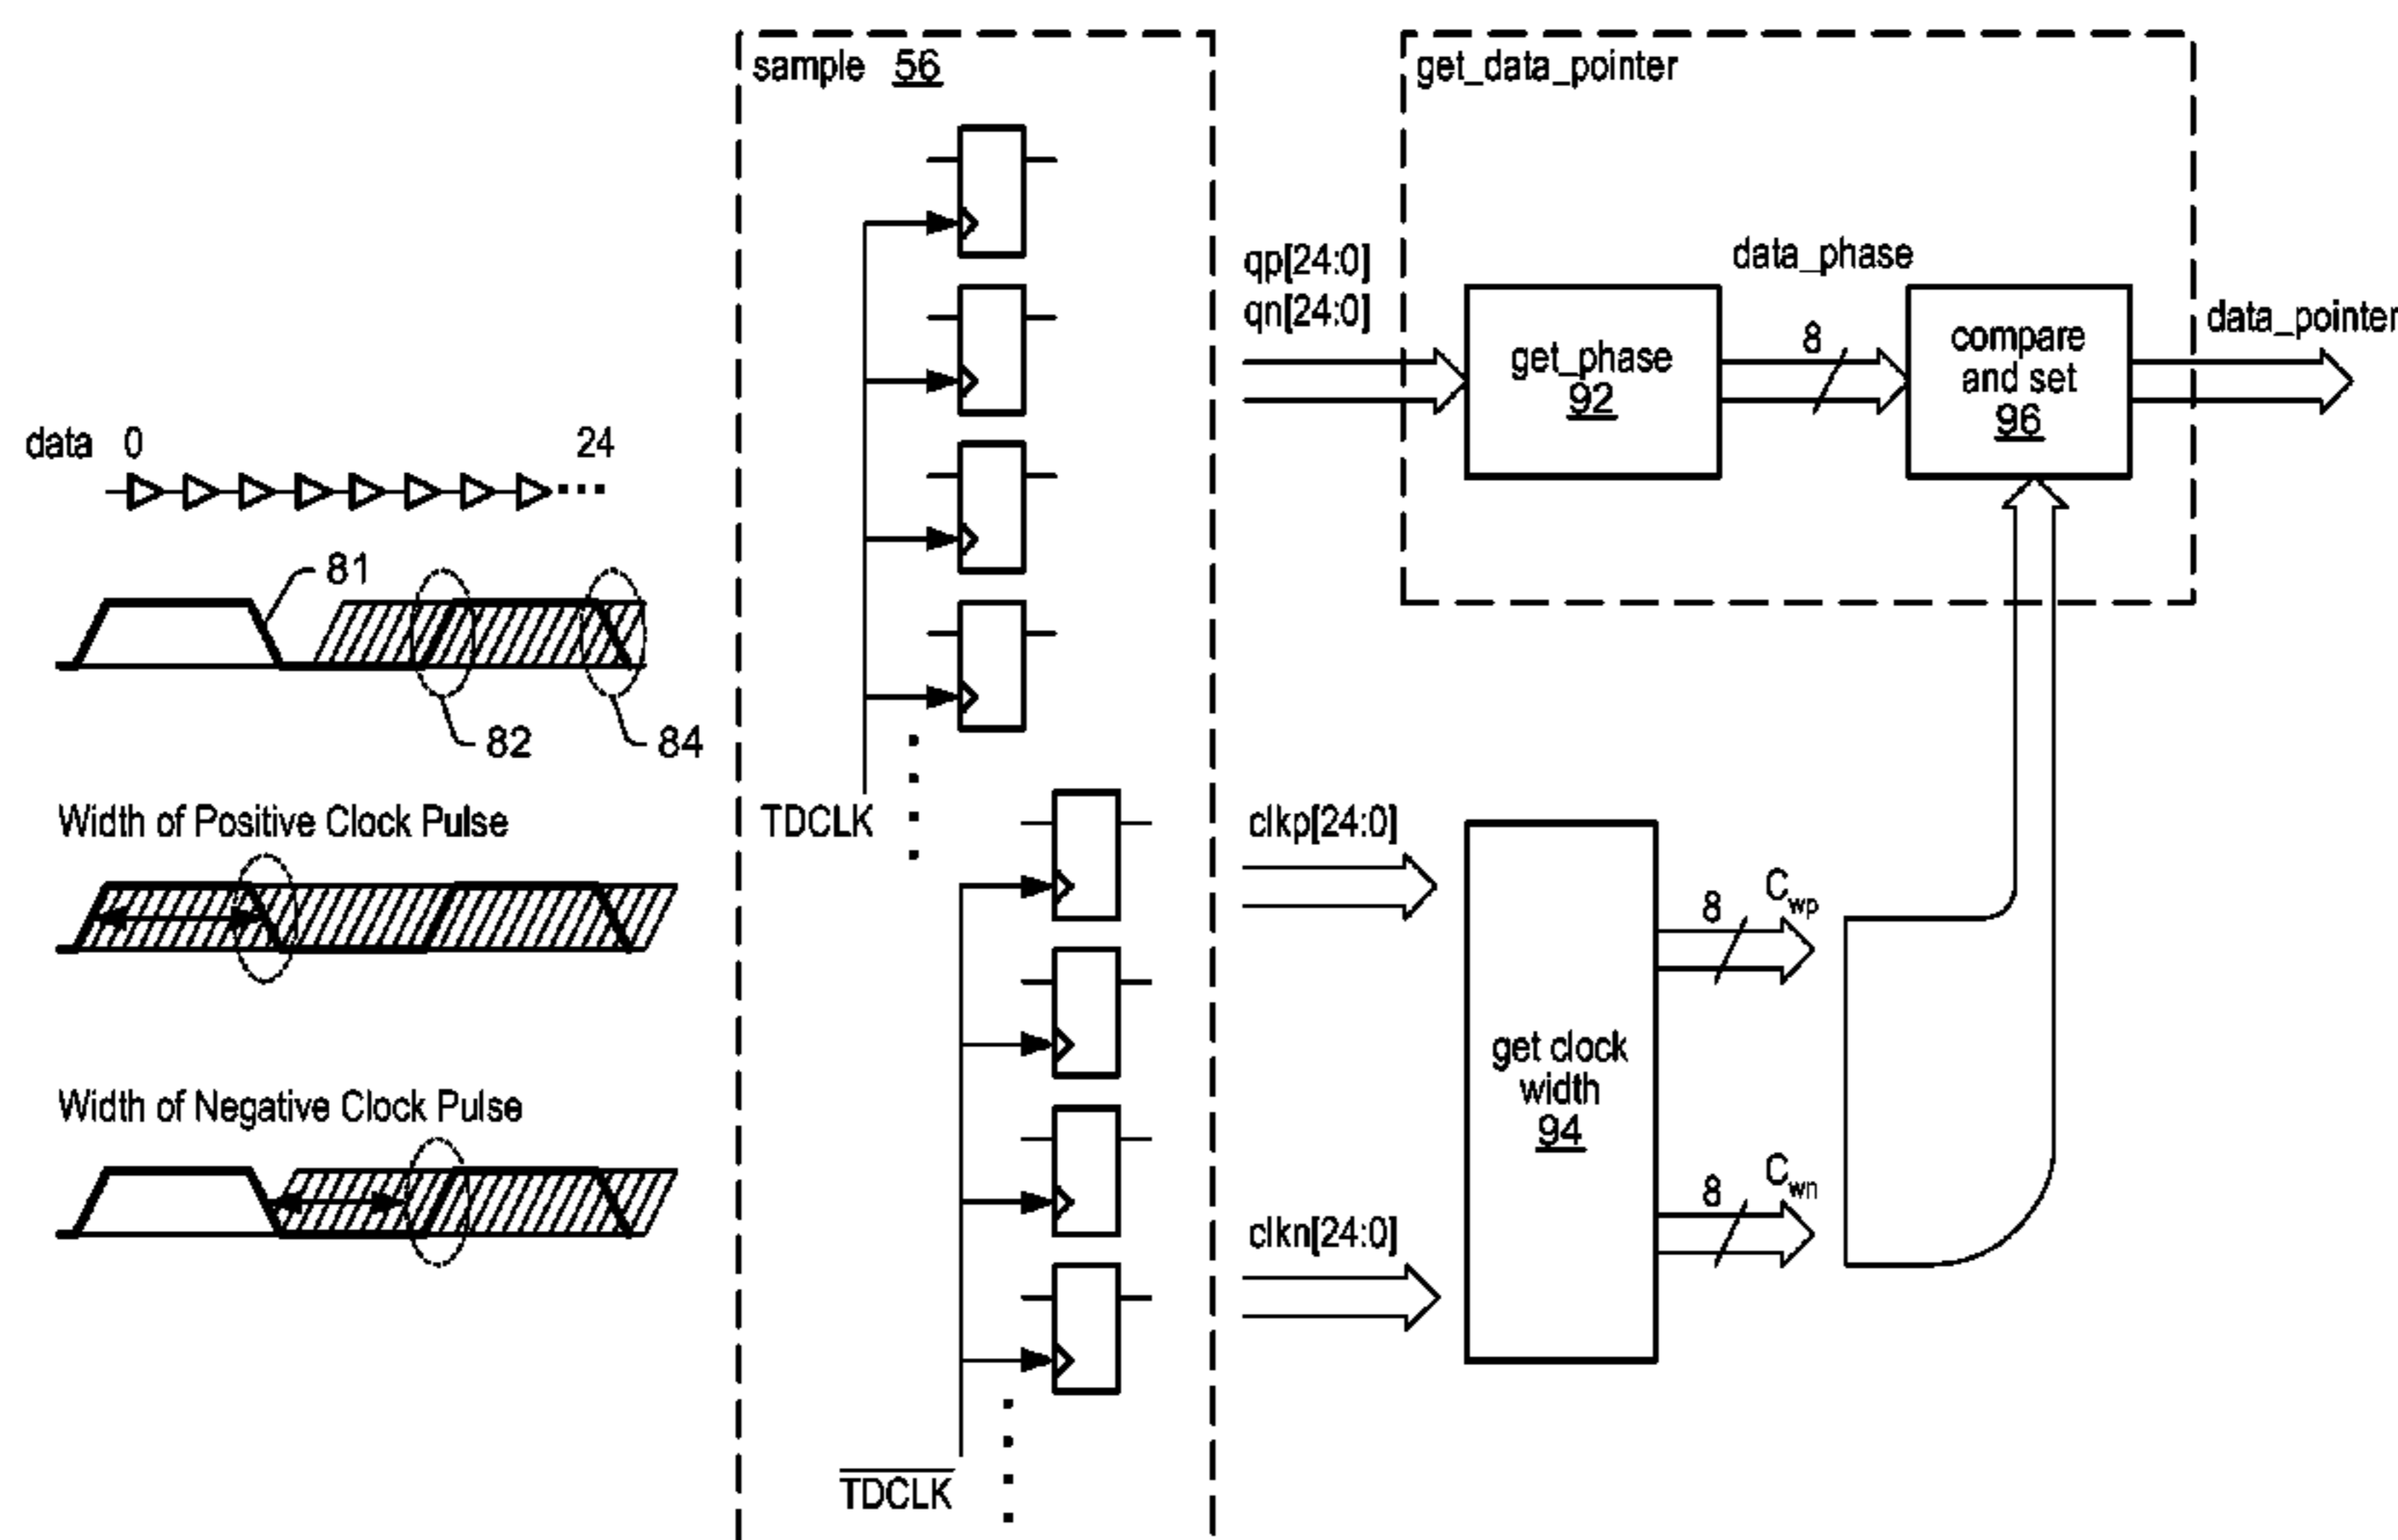 sample 56
get_data_pointer
qp[24:0]
qn[24:0]
data_phase
data_pointer
get_phase
92
8
compare
and set
96
data 0 24
81
82
84
Width of Positive Clock Pulse
TDCLK
clkp[24:0]
8
Cwp
get clock
width
94
Width of Negative Clock Pulse
clkn[24:0]
8
Cwn
TDCLK